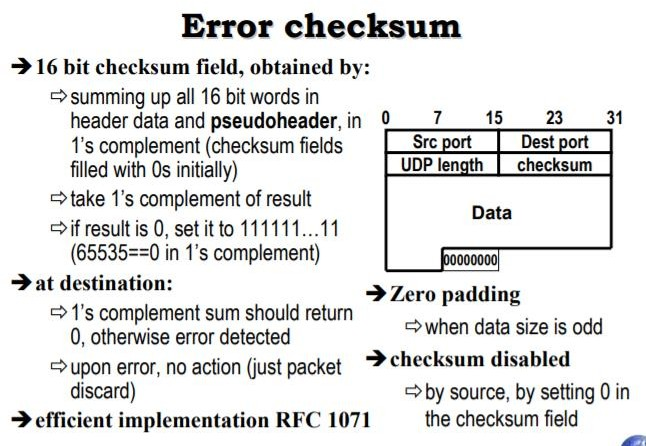 Error checksum
➔ 16 bit checksum field, obtained by:
⇨ summing up all 16 bit words in
header data and pseudoheader, in
1's complement (checksum fields
filled with 0s initially)
⇨ take 1's complement of result
⇨ if result is 0, set it to 111111…11
(65535==0 in 1's complement)
➔ at destination:
⇨ 1's complement sum should return
0, otherwise error detected
⇨ upon error, no action (just packet
discard)
➔ efficient implementation RFC 1071
0 7 15 23 31
Src port Dest port
UDP length checksum
Data
00000000
➔ Zero padding
⇨ when data size is odd
➔ checksum disabled
⇨ by source, by setting 0 in
the checksum field